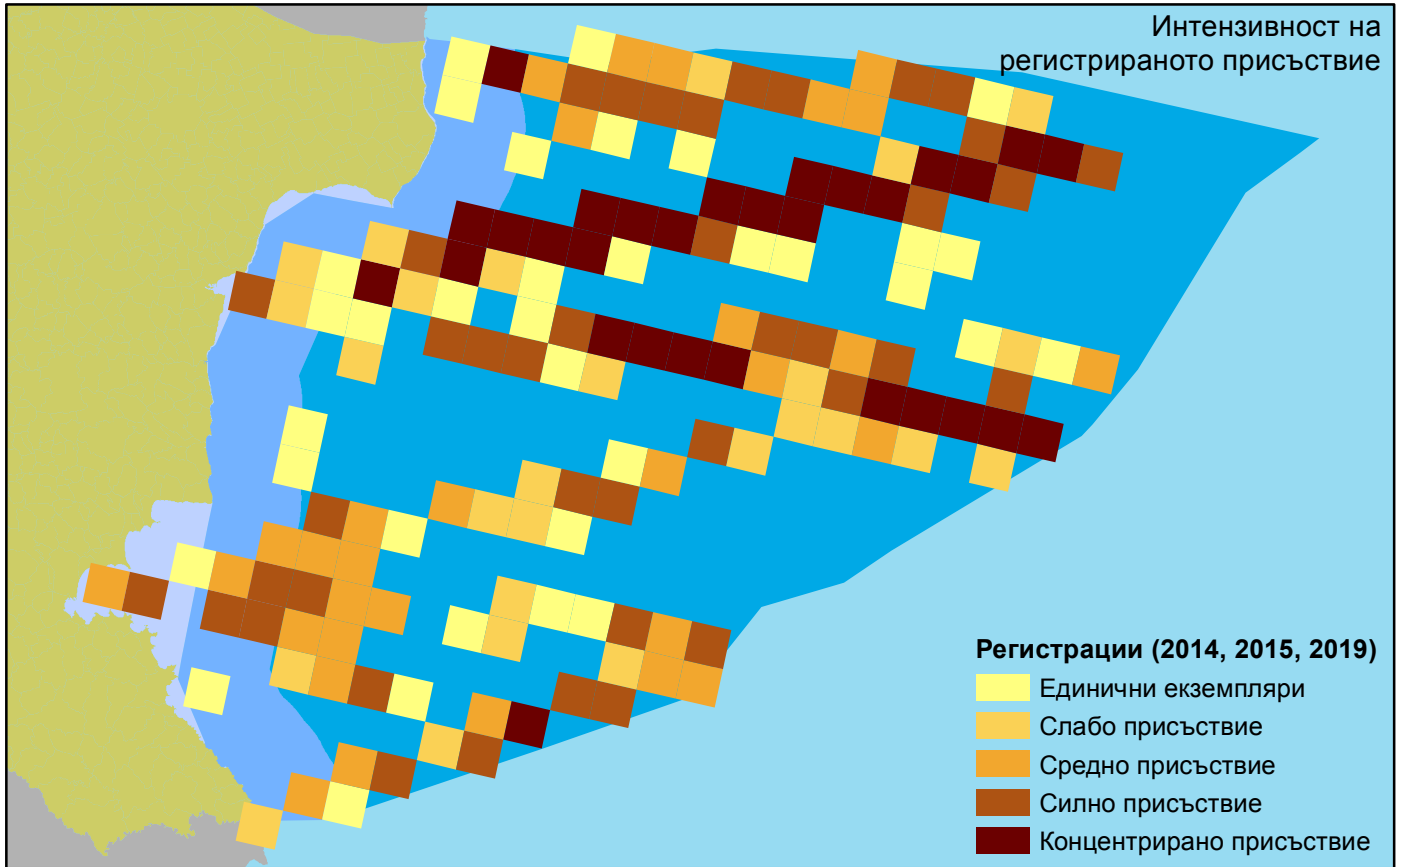 Интензивност на
регистрираното присъствие
Регистрации (2014, 2015, 2019)
Единични екземпляри
Слабо присъствие
Средно присъствие
Силно присъствие
Концентрирано присъствие